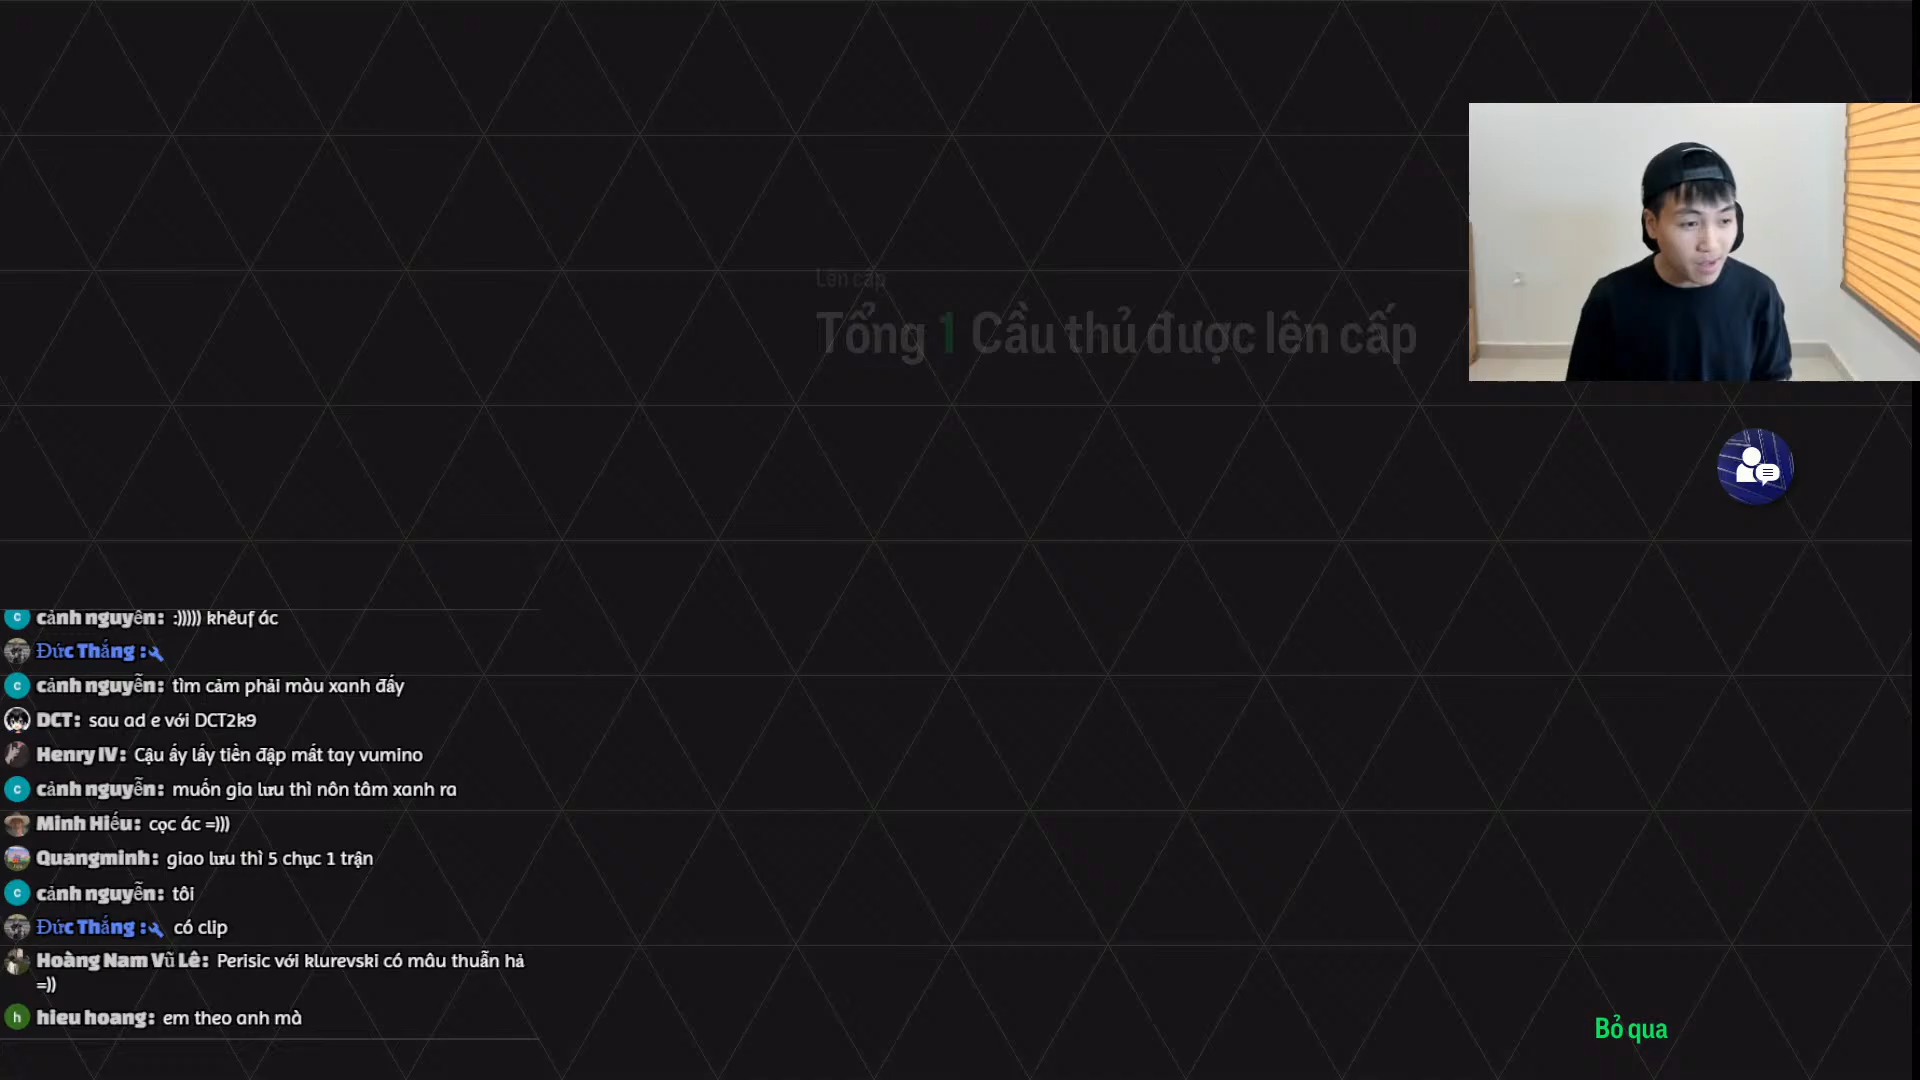 Lên cấp
Tổng 1 Cầu thủ được lên cấp
cảnh nguyễn: :))))) khêuf ác
Đức Thắng :
cảnh nguyễn: tìm cảm phải màu xanh đấy
DCT: sau ad e với DCT2k9
Henry IV: Cậu ấy lấy tiền đập mất tay vumino
cảnh nguyễn: muốn gia lưu thì nôn tâm xanh ra
Minh Hiếu: cọc ác =)))
Quangminh: giao lưu thì 5 chục 1 trận
cảnh nguyễn: tôi
Đức Thắng : có clip
Hoàng Nam Vũ Lê: Perisic với klurevski có mâu thuẫn hả
=))
hieu hoang: em theo anh mà
Bỏ qua